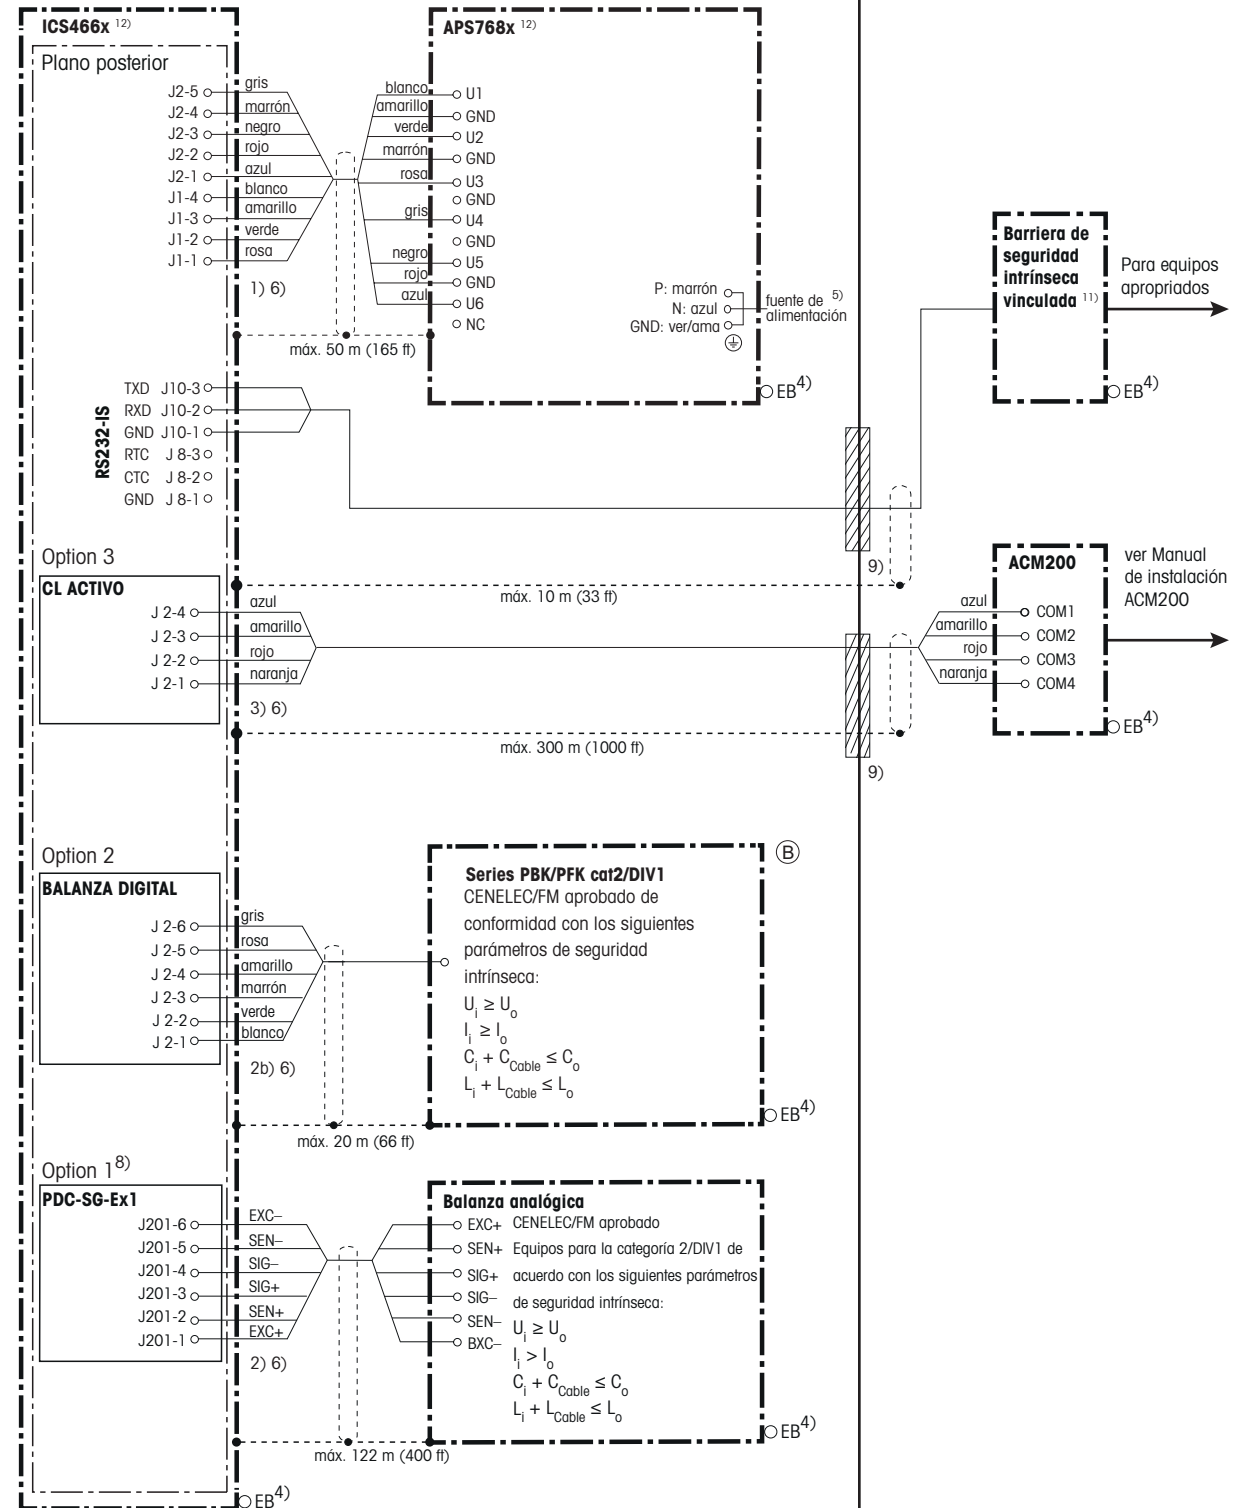 ICS466x 12)
Plano posterior
J2-5 gris
J2-4 marrón
J2-3 negro
J2-2 rojo
J2-1 azul
J1-4 blanco
J1-3 amarillo
J1-2 verde
J1-1 rosa
1) 6)
máx. 50 m (165 ft)
APS768x 12)
blanco U1
amarillo GND
verde U2
marrón GND
rosa U3
GND
gris U4
GND
negro U5
rojo GND
azul U6
NC
P: marrón
N: azul
GND: ver/ama
fuente de 5)
alimentación
EB4)
Barriera de
seguridad
intrínseca
vinculada 11)
Para equipos
apropriados
EB4)
RS232-IS
TXD J10-3
RXD J10-2
GND J10-1
RTC J 8-3
CTC J 8-2
GND J 8-1
9)
máx. 10 m (33 ft)
Option 3
CL ACTIVO
J 2-4 azul
J 2-3 amarillo
J 2-2 rojo
J 2-1 naranja
3) 6)
máx. 300 m (1000 ft)
9)
ACM200
azul COM1
amarillo COM2
rojo COM3
naranja COM4
ver Manual
de instalación
ACM200
EB4)
Option 2
BALANZA DIGITAL
J 2-6 gris
J 2-5 rosa
J 2-4 amarillo
J 2-3 marrón
J 2-2 verde
J 2-1 blanco
2b) 6)
máx. 20 m (66 ft)
B
Series PBK/PFK cat2/DIV1
CENELEC/FM aprobado de
conformidad con los siguientes
parámetros de seguridad
intrínseca:
Ui ≥ Uo
Ii ≥ Io
Ci + CCable ≤ Co
Li + LCable ≤ Lo
EB4)
Option 18)
PDC-SG-Ex1
J201-6 EXC–
J201-5 SEN–
J201-4 SIG–
J201-3 SIG+
J201-2 SEN+
J201-1 EXC+
2) 6)
máx. 122 m (400 ft)
Balanza analógica
EXC+ CENELEC/FM aprobado
SEN+ Equipos para la categoría 2/DIV1 de
SIG+ acuerdo con los siguientes parámetros
SIG– de seguridad intrínseca:
SEN– Ui ≥ Uo
BXC–
Ii > Io
Ci + CCable ≤ Co
Li + LCable ≤ Lo
EB4)
EB4)